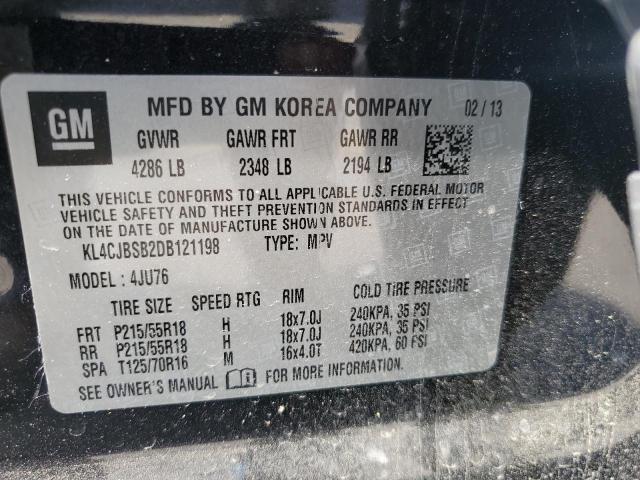 GM MFD BY GM KOREA COMPANY 02/13
GVWR GAWR FRT GAWR RR
4286 LB 2348 LB 2194 LB
THIS VEHICLE CONFORMS TO ALL APPLICABLE U.S. FEDERAL MOTOR
VEHICLE SAFETY AND THEFT PREVENTION STANDARDS IN EFFECT
ON THE DATE OF MANUFACTURE SHOWN ABOVE.
KL4CJBSB2DB121198 TYPE: MPV
MODEL: 4JU76
TIRE SIZE SPEED RTG RIM COLD TIRE PRESSURE
FRT P215/55R18 H 18x7.0J 240KPA, 35 PSI
RR P215/55R18 H 18x7.0J 240KPA, 35 PSI
SPA T125/70R16 M 16x4.0T 420KPA, 60 PSI
SEE OWNER'S MANUAL FOR MORE INFORMATION.